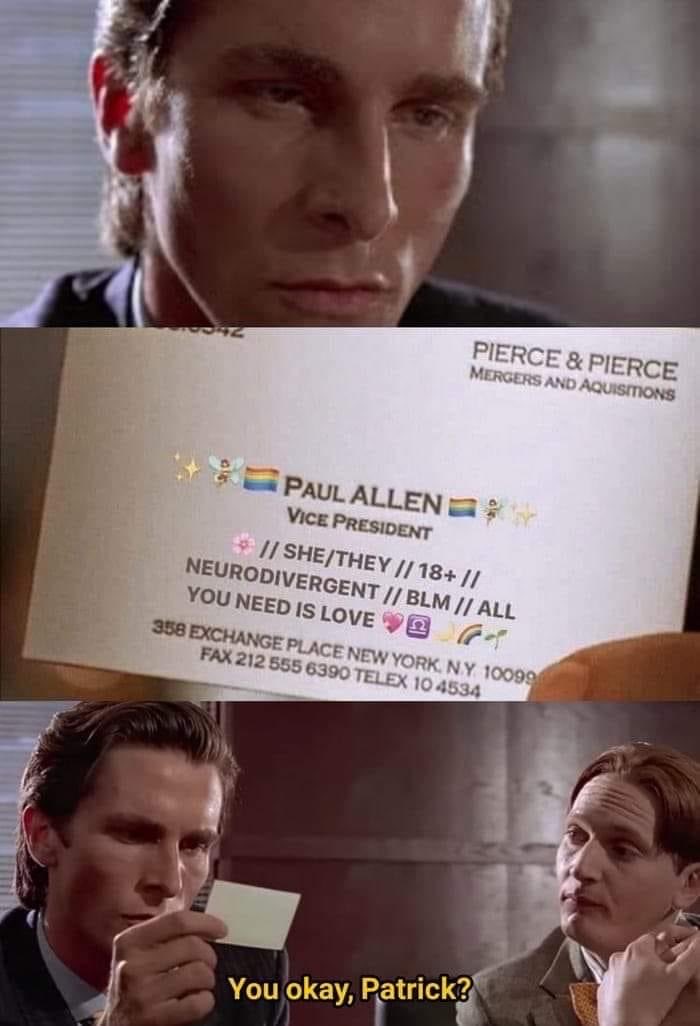 PIERCE & PIERCE
MERGERS AND AQUISITIONS
✨🧚🏳️‍🌈 PAUL ALLEN 🏳️‍🌈🧚✨
VICE PRESIDENT
🌸 // SHE/THEY // 18+ //
NEURODIVERGENT // BLM // ALL
YOU NEED IS LOVE 💖♎🌙🌈🌱
358 EXCHANGE PLACE NEW YORK, N.Y. 10099
FAX 212 555 6390 TELEX 10 4534
You okay, Patrick?